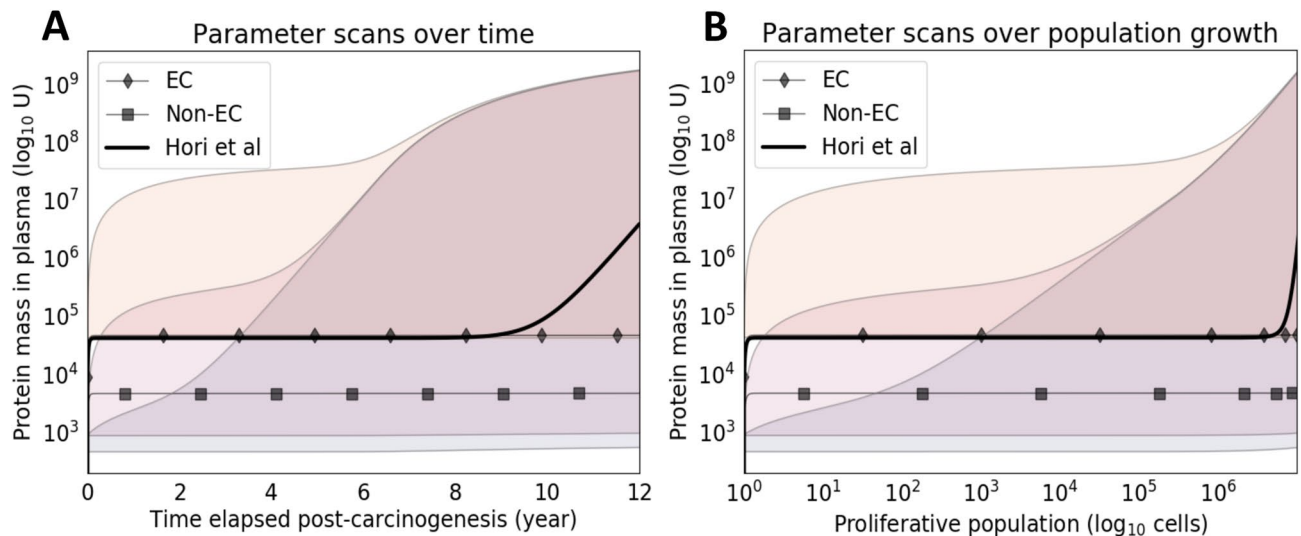 A
Parameter scans over time
EC
Non-EC
Hori et al
Protein mass in plasma (log₁₀ U)
10⁹
10⁸
10⁷
10⁶
10⁵
10⁴
10³
0 2 4 6 8 10 12
Time elapsed post-carcinogenesis (year)
B
Parameter scans over population growth
EC
Non-EC
Hori et al
Protein mass in plasma (log₁₀ U)
10⁹
10⁸
10⁷
10⁶
10⁵
10⁴
10³
10⁰ 10¹ 10² 10³ 10⁴ 10⁵ 10⁶
Proliferative population (log₁₀ cells)